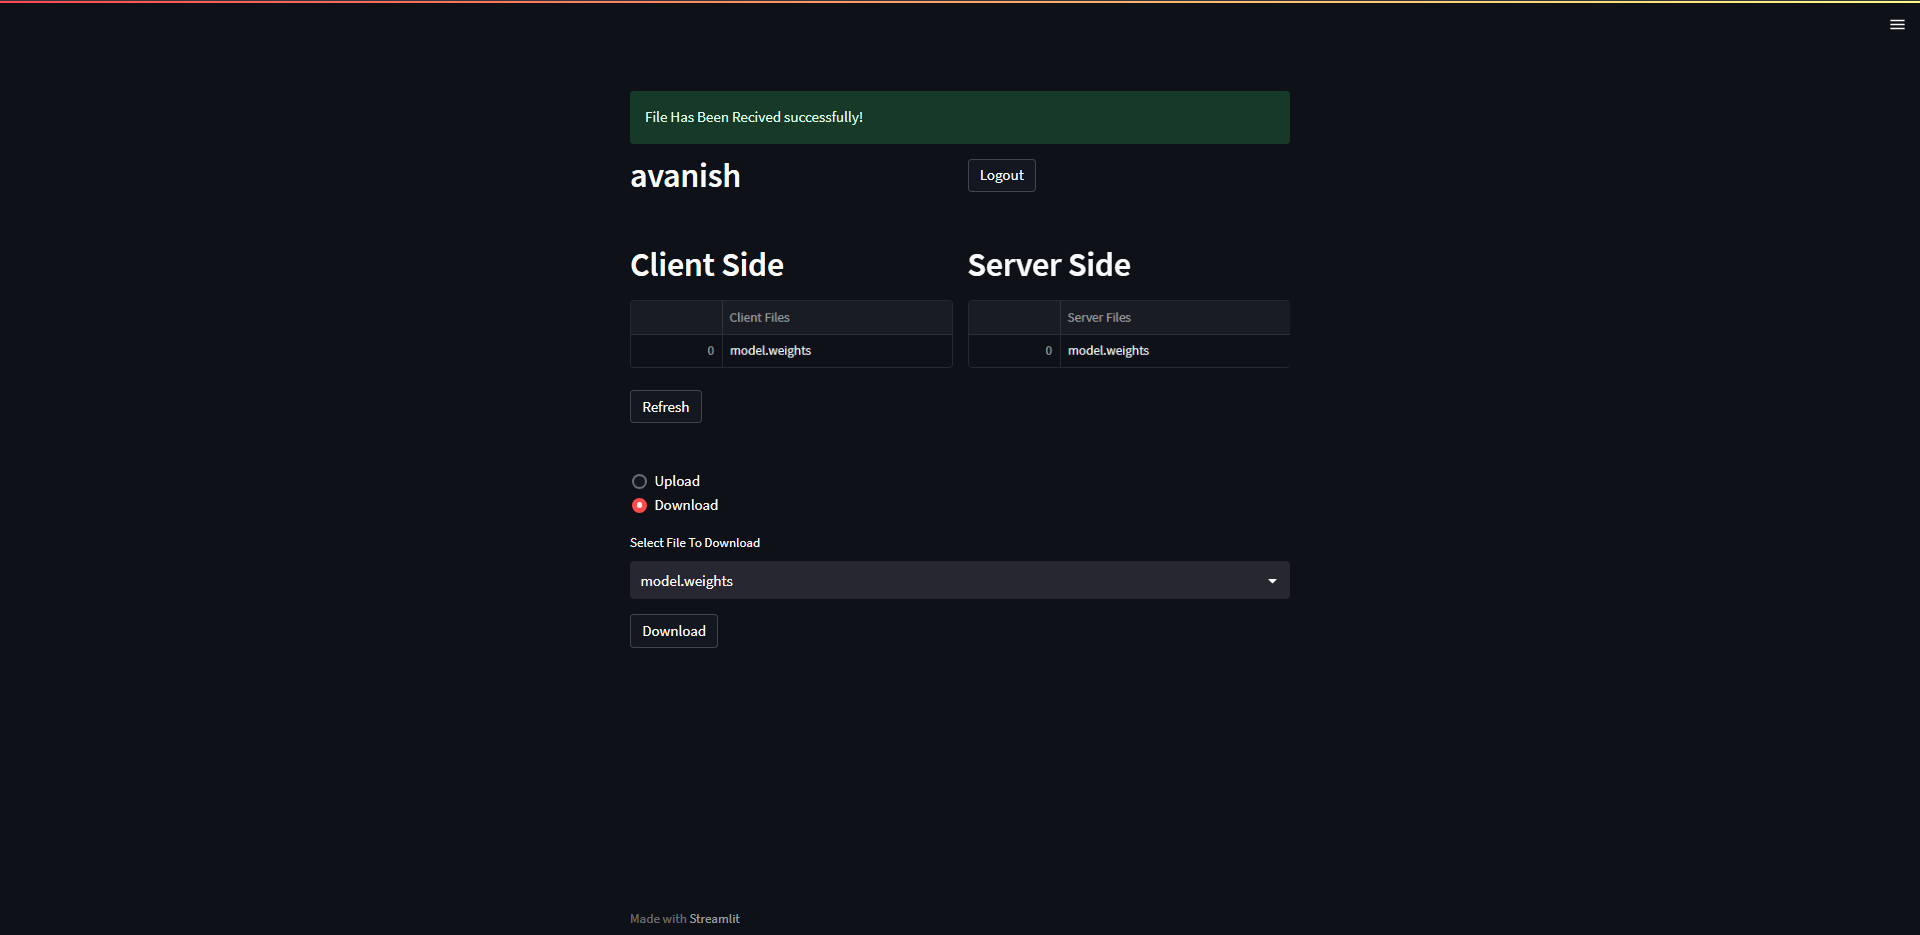 File Has Been Recived successfully!
avanish
Logout
Client Side
Server Side
Client Files
0 model.weights
Server Files
0 model.weights
Refresh
Upload
Download
Select File To Download
model.weights
Download
Made with Streamlit